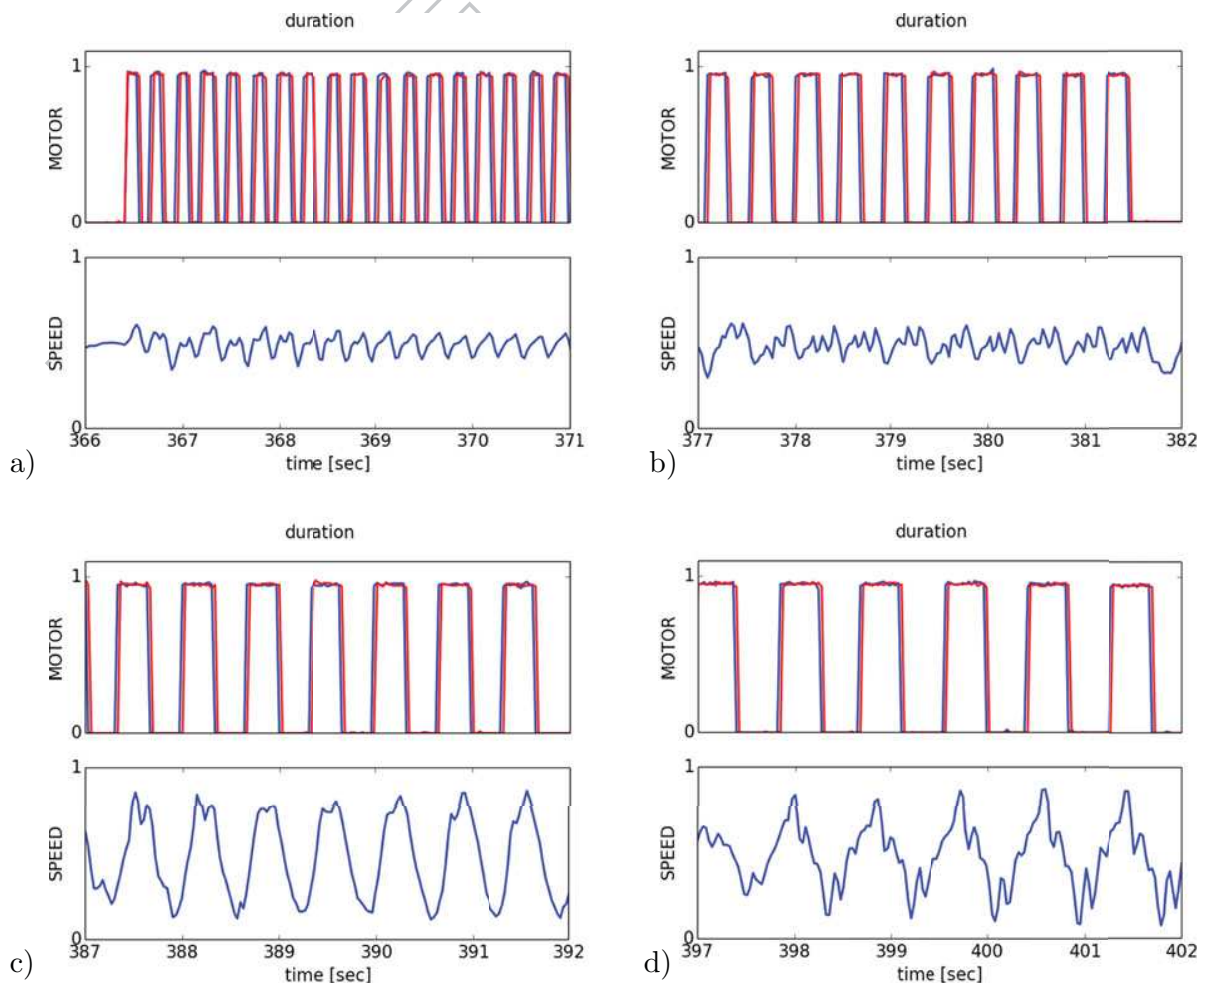 duration
1
MOTOR
0
1
SPEED
0
366 367 368 369 370 371
time [sec]
a)
duration
1
MOTOR
0
1
SPEED
0
377 378 379 380 381 382
time [sec]
b)
duration
1
MOTOR
0
1
SPEED
0
387 388 389 390 391 392
time [sec]
c)
duration
1
MOTOR
0
1
SPEED
0
397 398 399 400 401 402
time [sec]
d)